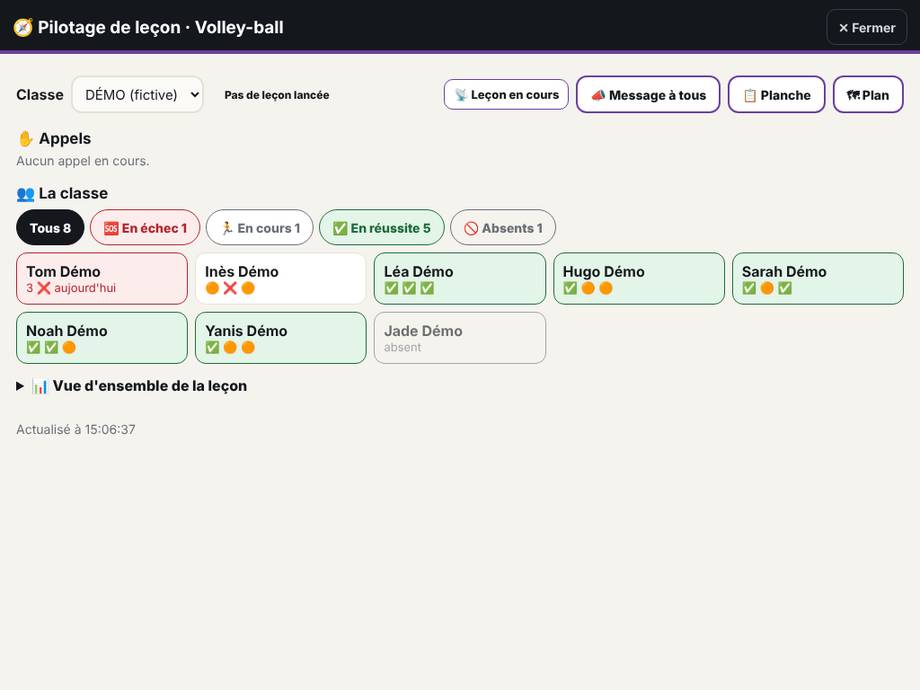 🧭 Pilotage de leçon · Volley-ball
✕ Fermer
Classe DÉMO (fictive) Pas de leçon lancée 📡 Leçon en cours 📣 Message à tous 📋 Planche 🗺 Plan
✋ Appels
Aucun appel en cours.
👥 La classe
Tous 8 🆘 En échec 1 🏃 En cours 1 ✅ En réussite 5 🚫 Absents 1
Tom Démo
3 ❌ aujourd'hui
Inès Démo
🟠 ❌ 🟠
Léa Démo
✅ ✅ ✅
Hugo Démo
✅ 🟠 🟠
Sarah Démo
✅ 🟠 ✅
Noah Démo
✅ ✅ 🟠
Yanis Démo
✅ 🟠 🟠
Jade Démo
absent
▶ 📊 Vue d'ensemble de la leçon
Actualisé à 15:06:37